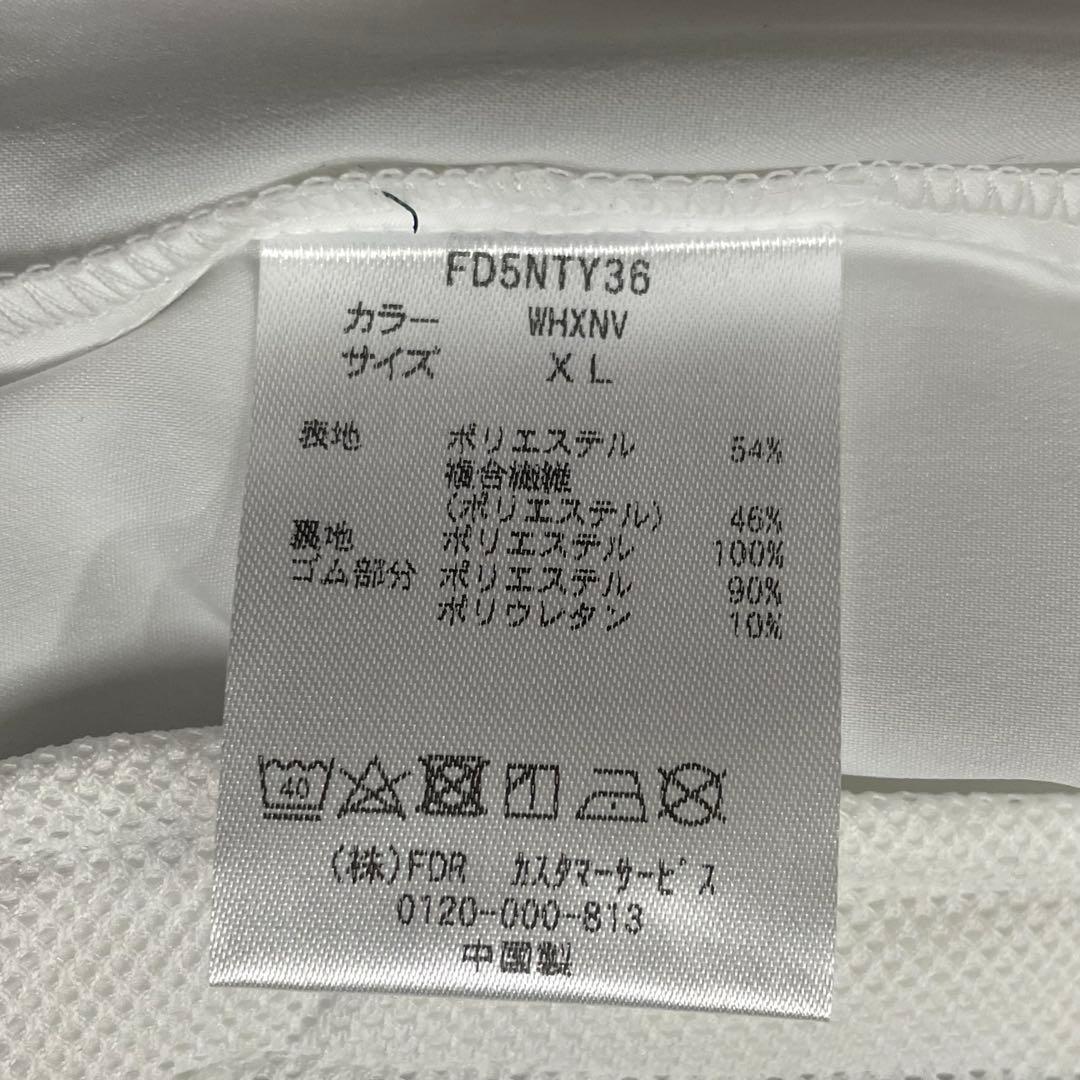 FD5NTY36
カラー WHXNV
サイズ XL
表地 ポリエステル 54%
複合繊維
(ポリエステル) 46%
裏地 ポリエステル 100%
ゴム部分 ポリエステル 90%
ポリウレタン 10%
40
(株)FDR カスタマーサービス
0120-000-813
中国製